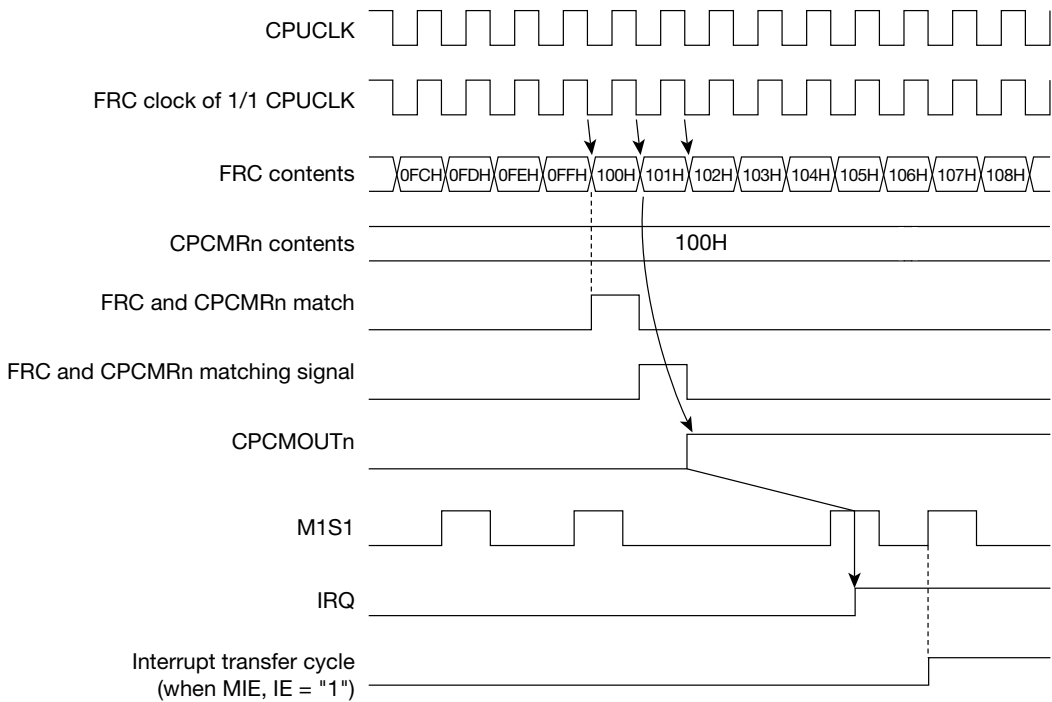 CPUCLK
FRC clock of 1/1 CPUCLK
FRC contents
0FCH 0FDH 0FEH 0FFH 100H 101H 102H 103H 104H 105H 106H 107H 108H
CPCMRn contents
100H
FRC and CPCMRn match
FRC and CPCMRn matching signal
CPCMOUTn
M1S1
IRQ
Interrupt transfer cycle
(when MIE, IE = "1")